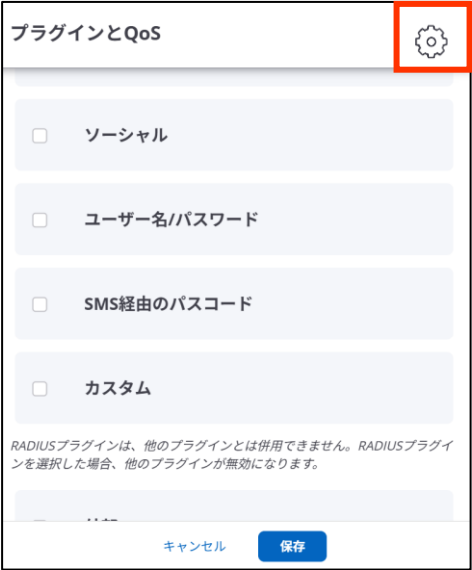 プラグインとQoS
ソーシャル
ユーザー名/パスワード
SMS経由のパスコード
カスタム
RADIUSプラグインは、他のプラグインとは併用できません。RADIUSプラグイ
ンを選択した場合、他のプラグインが無効になります。
キャンセル
保存